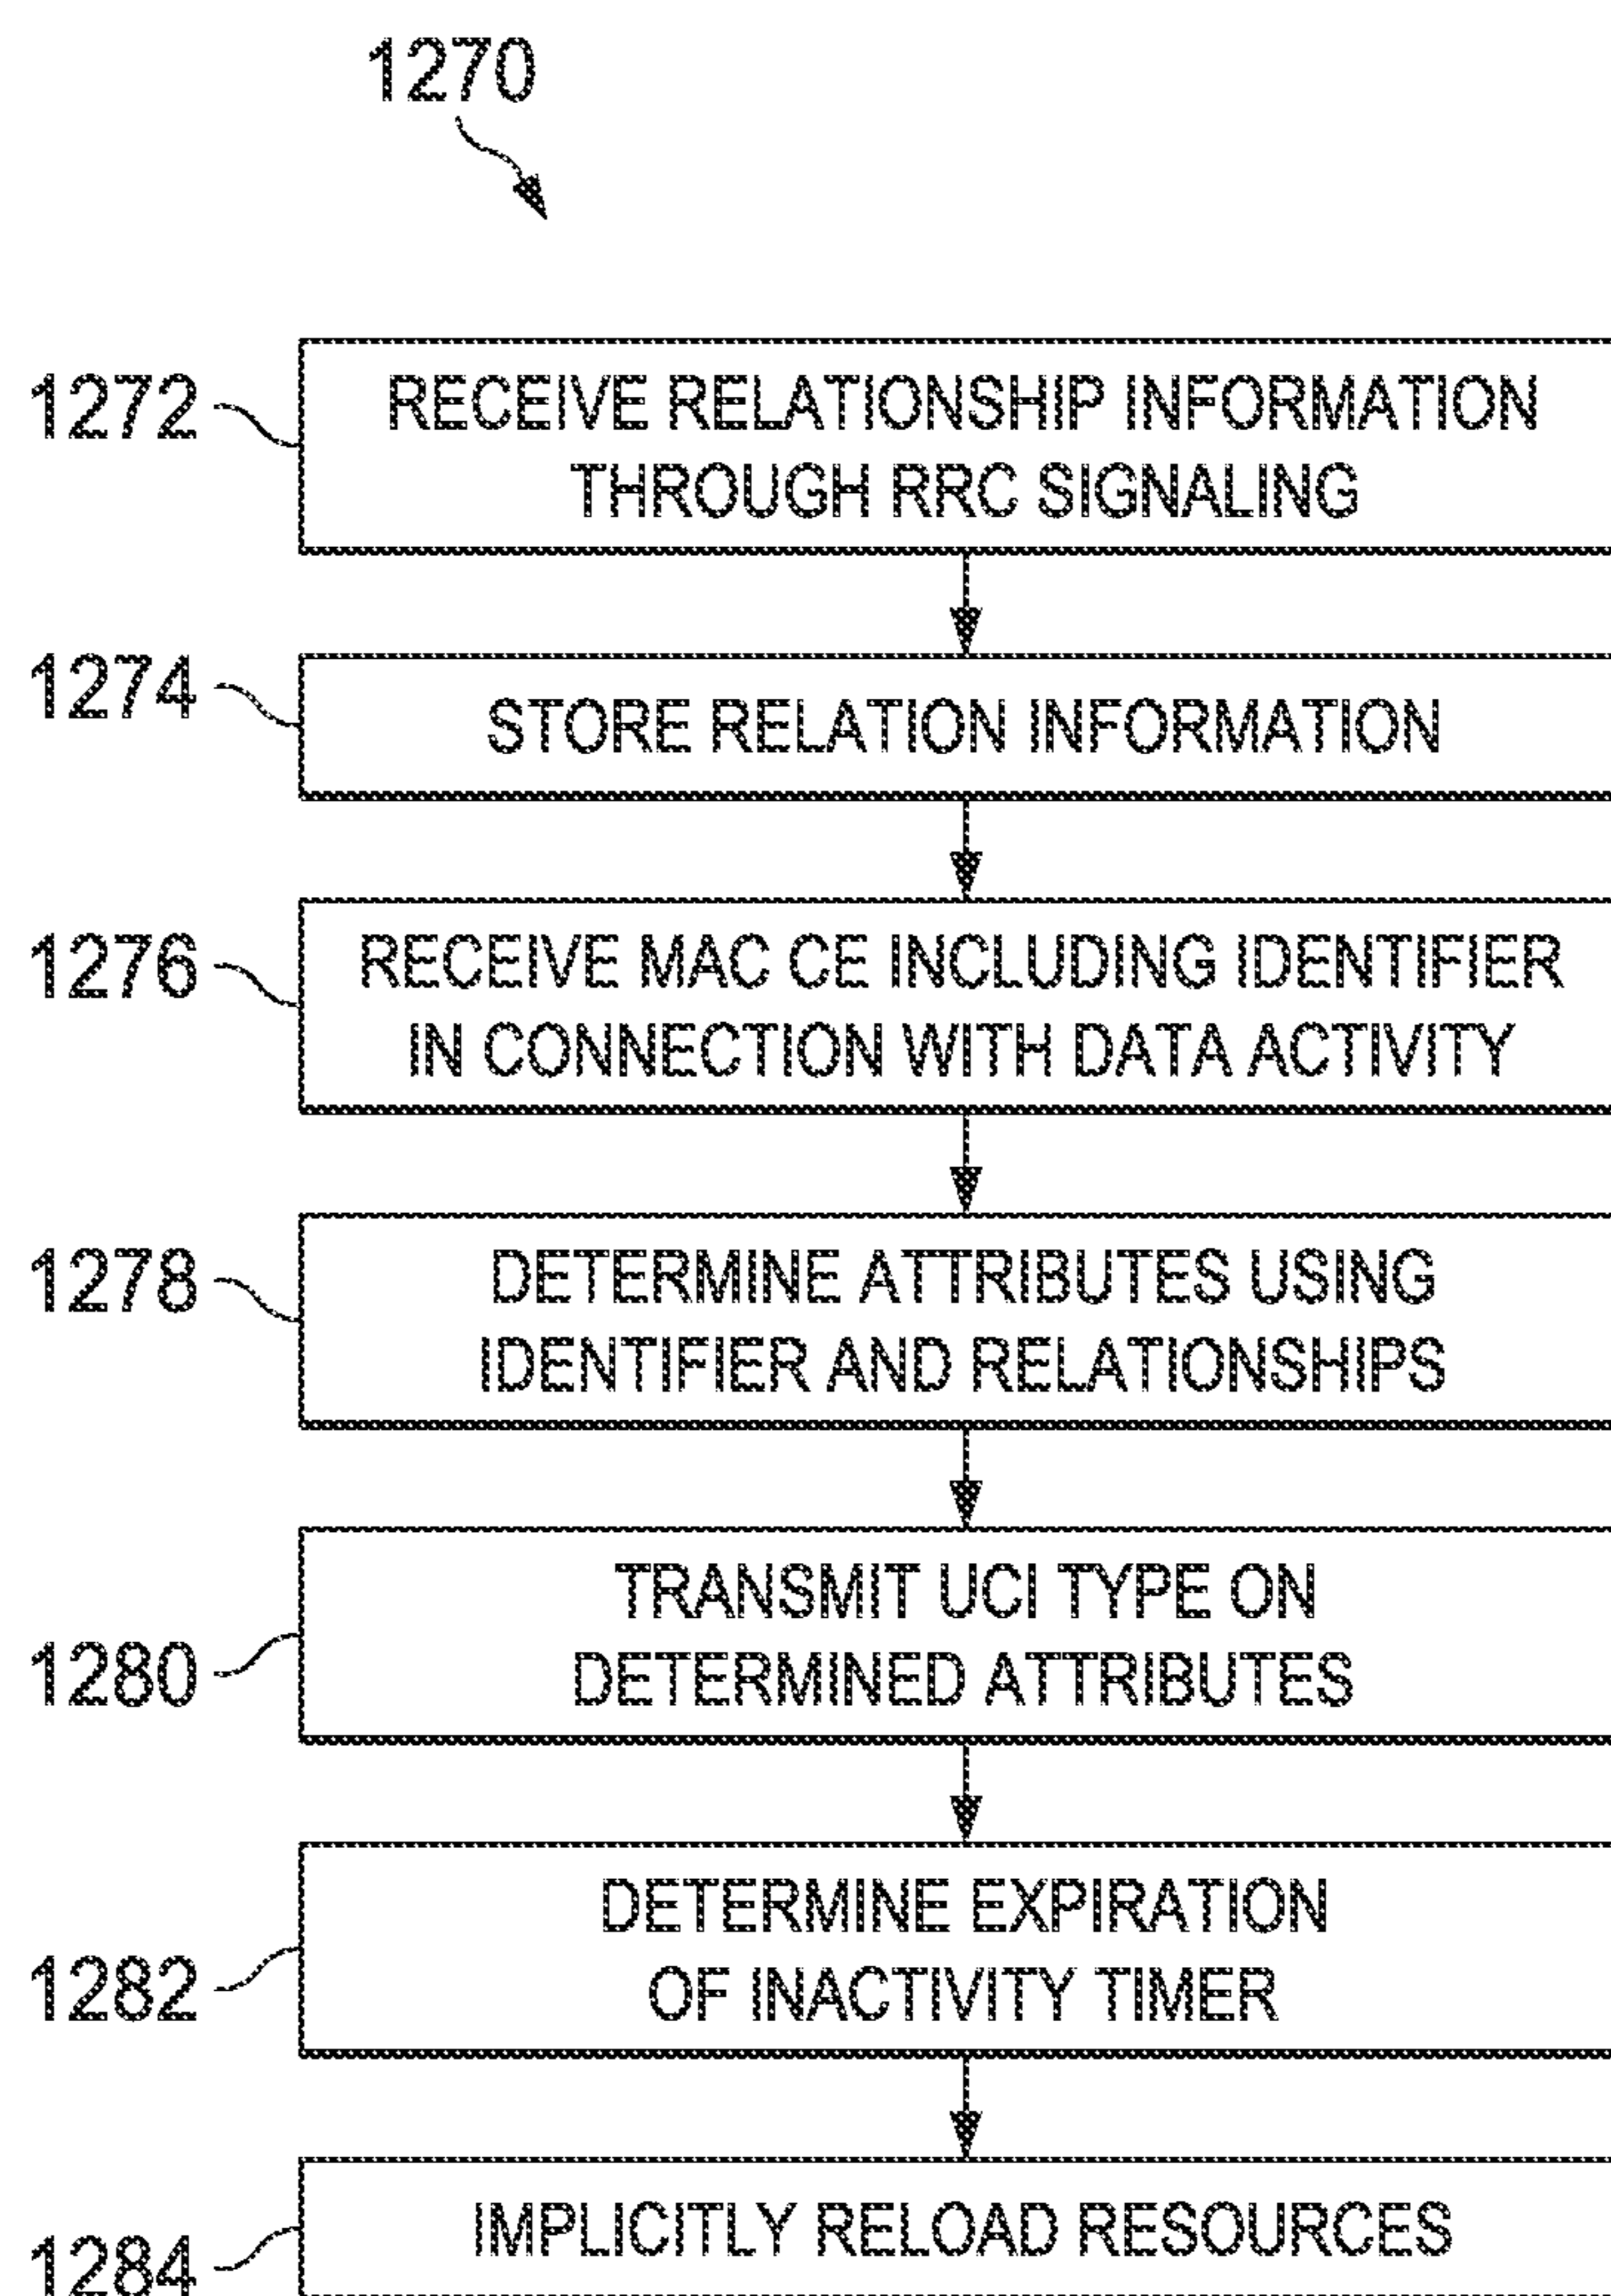 1270
1272
RECEIVE RELATIONSHIP INFORMATION
THROUGH RRC SIGNALING
1274
STORE RELATION INFORMATION
1276
RECEIVE MAC CE INCLUDING IDENTIFIER
IN CONNECTION WITH DATA ACTIVITY
1278
DETERMINE ATTRIBUTES USING
IDENTIFIER AND RELATIONSHIPS
1280
TRANSMIT UCI TYPE ON
DETERMINED ATTRIBUTES
1282
DETERMINE EXPIRATION
OF INACTIVITY TIMER
1284
IMPLICITLY RELOAD RESOURCES